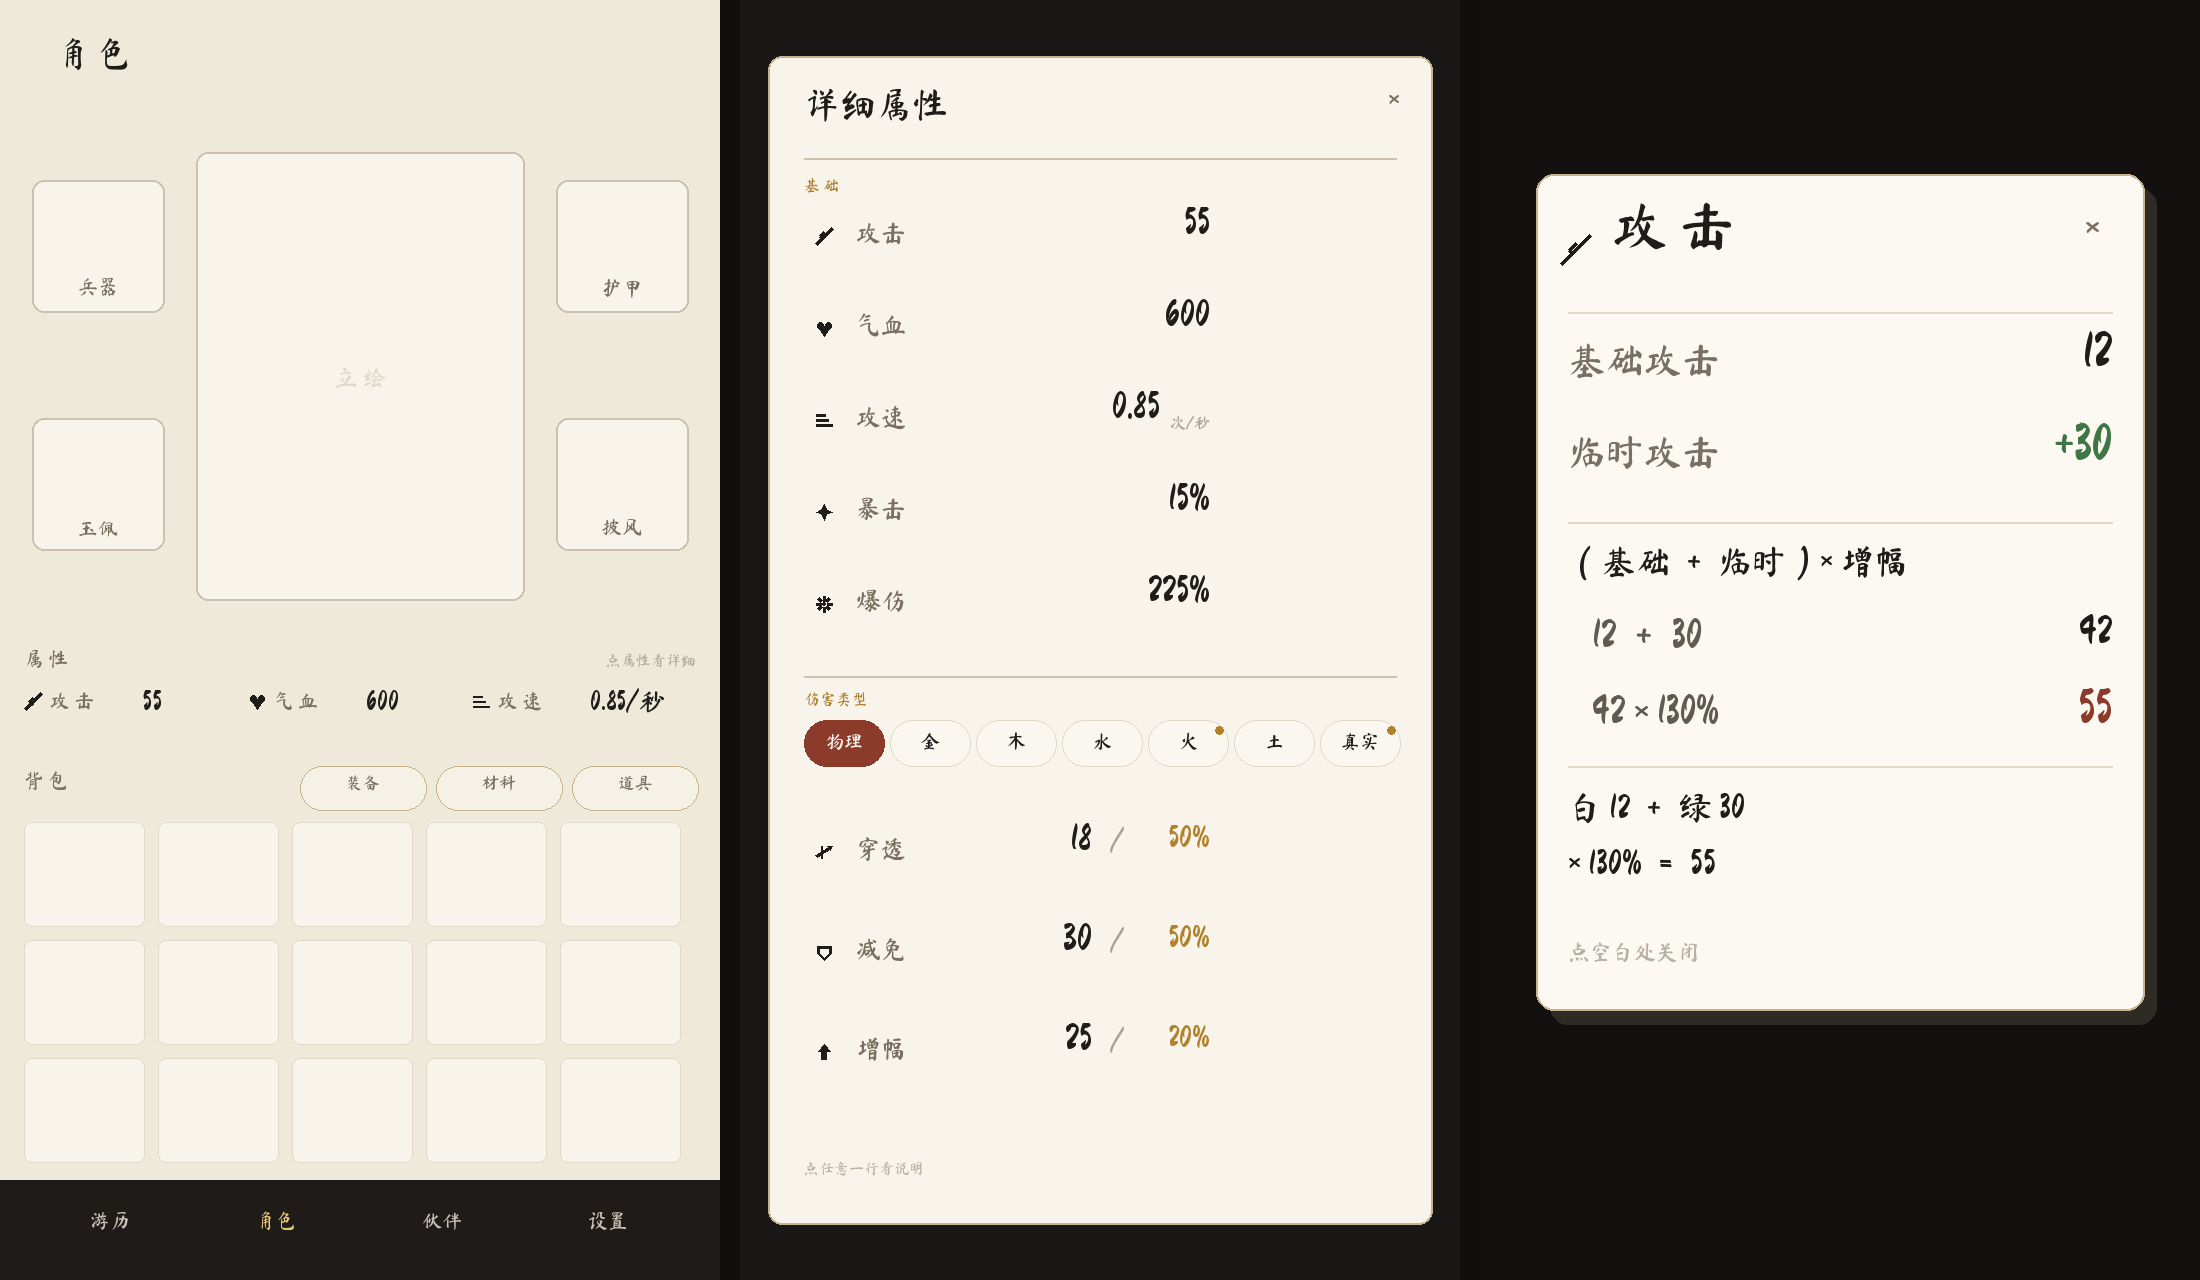 角色
兵器
护甲
立绘
玉佩
披风
属性 点属性看详细
攻击 55 气血 600 攻速 0.85/秒
背包 装备 材料 道具
游历 角色 伙伴 设置
详细属性 ×
基础
攻击 55
气血 600
攻速 0.85 次/秒
暴击 15%
爆伤 225%
伤害类型
物理 金 木 水 火 土 真实
穿透 18 / 50%
减免 30 / 50%
增幅 25 / 20%
点任意一行看说明
攻击 ×
基础攻击 12
临时攻击 +30
(基础 + 临时)×增幅
12 + 30 42
42×130% 55
白12 + 绿30
×130% = 55
点空白处关闭